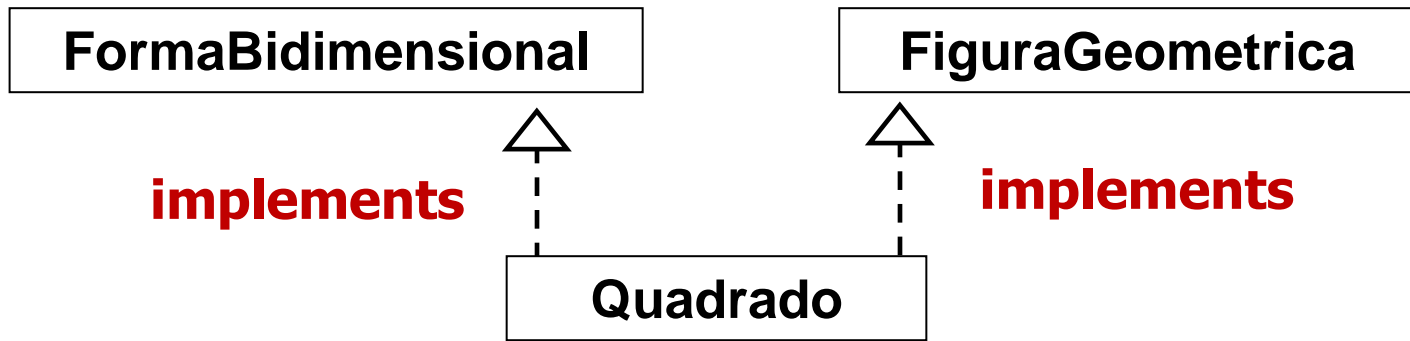 FormaBidimensional
FiguraGeometrica
implements
implements
Quadrado